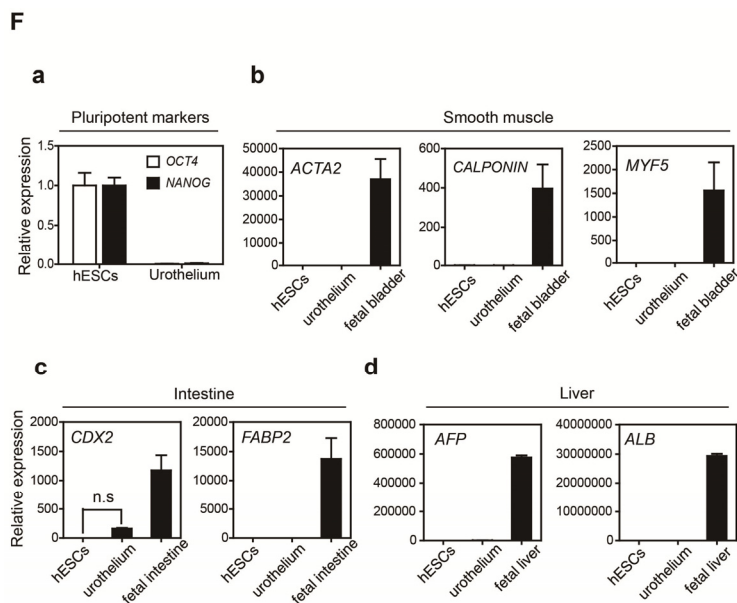 F
a
Pluripotent markers
Relative expression
1.5
1.0
0.5
0.0
OCT4
NANOG
hESCs
Urothelium
b
Smooth muscle
50000
40000
30000
20000
10000
0
ACTA2
hESCs
urothelium
fetal bladder
600
400
200
0
CALPONIN
hESCs
urothelium
fetal bladder
2500
2000
1500
1000
500
0
MYF5
hESCs
urothelium
fetal bladder
c
Intestine
Relative expression
2000
1500
1000
500
0
CDX2
n.s
hESCs
urothelium
fetal intestine
20000
15000
10000
5000
0
FABP2
hESCs
urothelium
fetal intestine
d
Liver
800000
600000
400000
200000
0
AFP
hESCs
urothelium
fetal liver
40000000
30000000
20000000
10000000
0
ALB
hESCs
urothelium
fetal liver